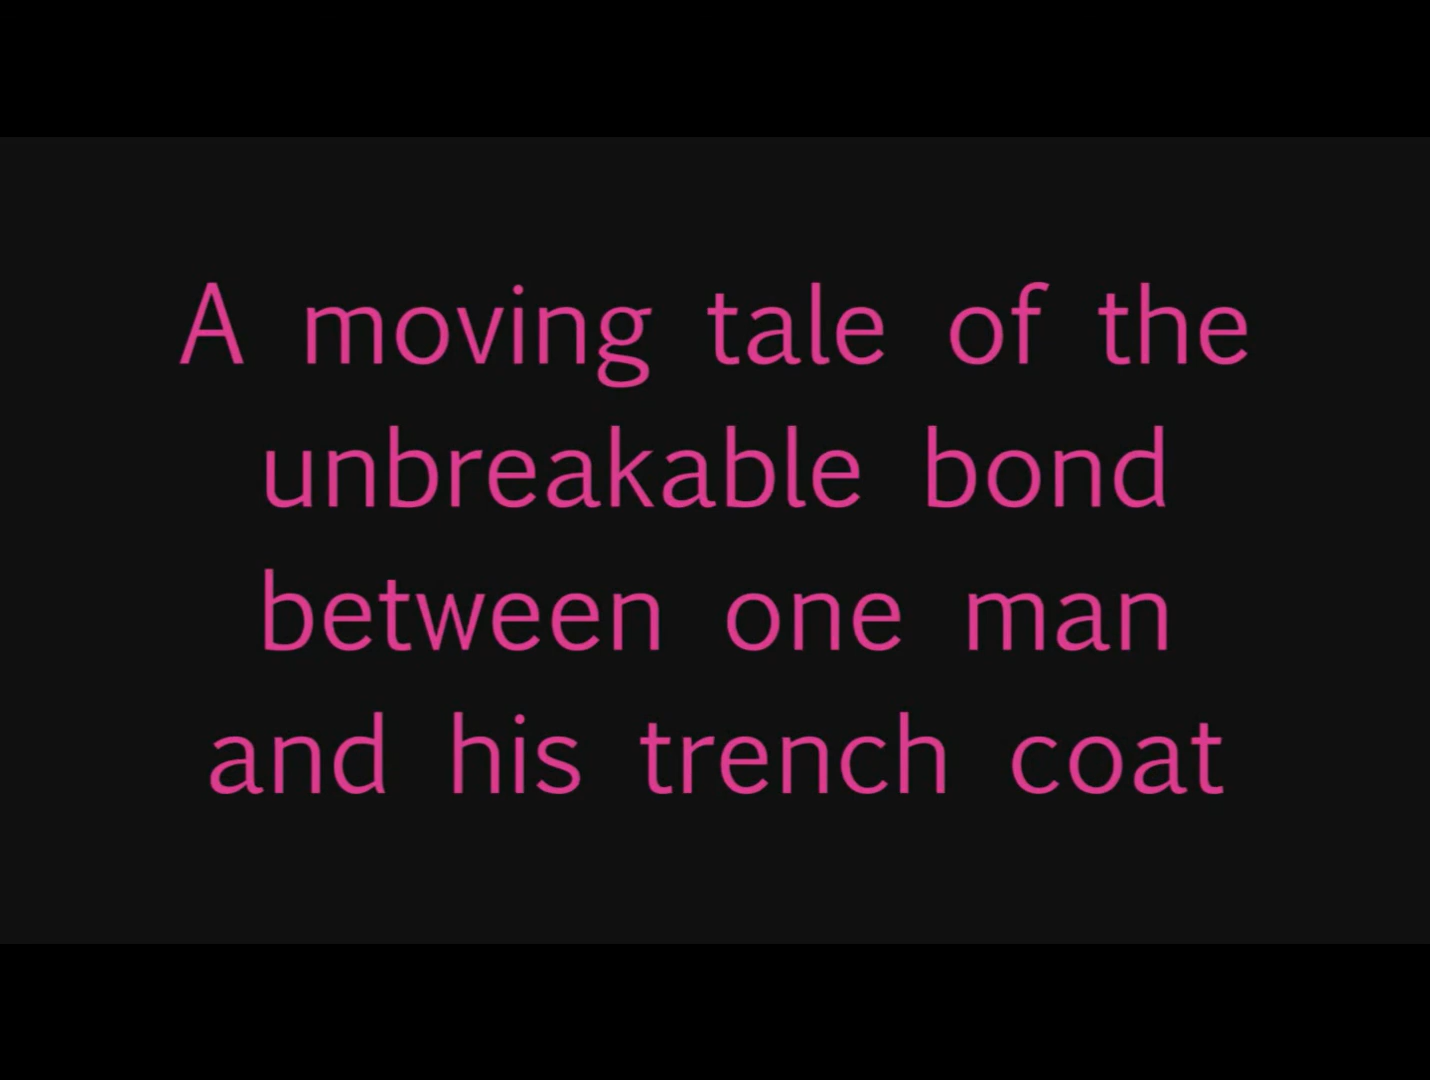 A moving tale of the
unbreakable bond
between one man
and his trench coat